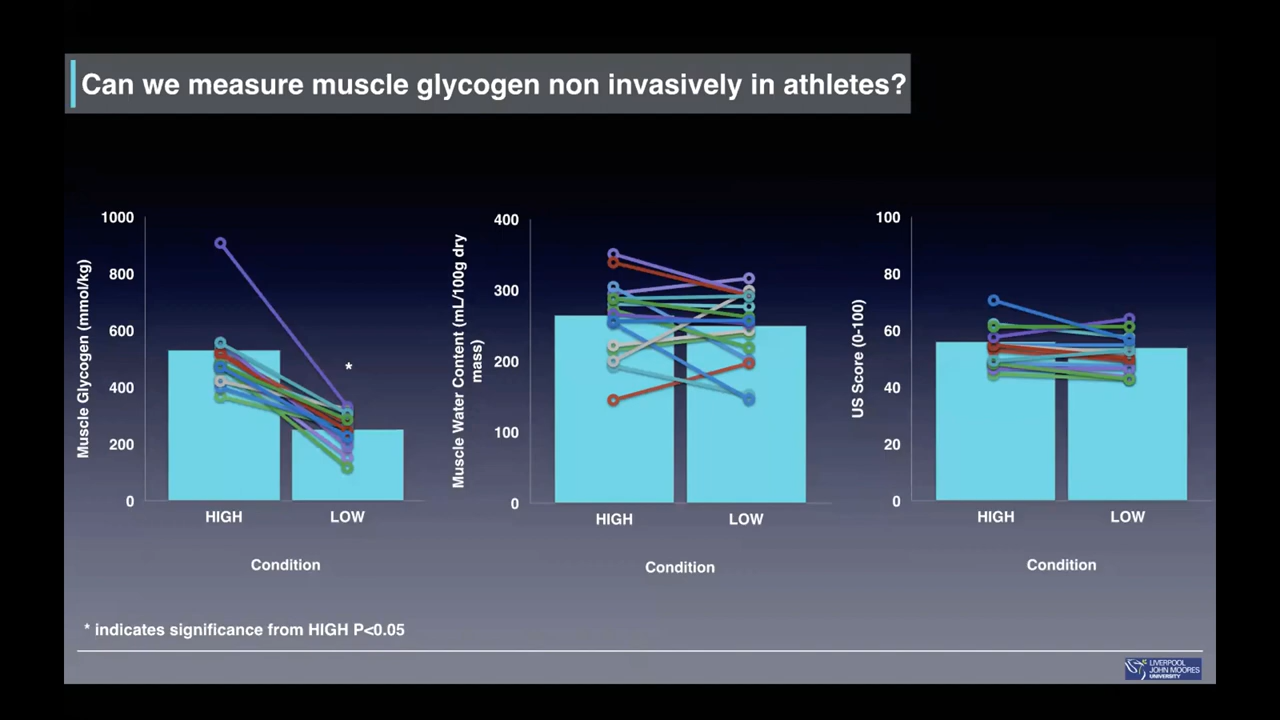 Can we measure muscle glycogen non invasively in athletes?
Muscle Glycogen (mmol/kg)
1000
800
600
400
200
0
*
HIGH
LOW
Condition
Muscle Water Content (mL/100g dry
mass)
400
300
200
100
0
HIGH
LOW
Condition
US Score (0-100)
100
80
60
40
20
0
HIGH
LOW
Condition
* indicates significance from HIGH P<0.05
LIVERPOOL
JOHN MOORES
UNIVERSITY